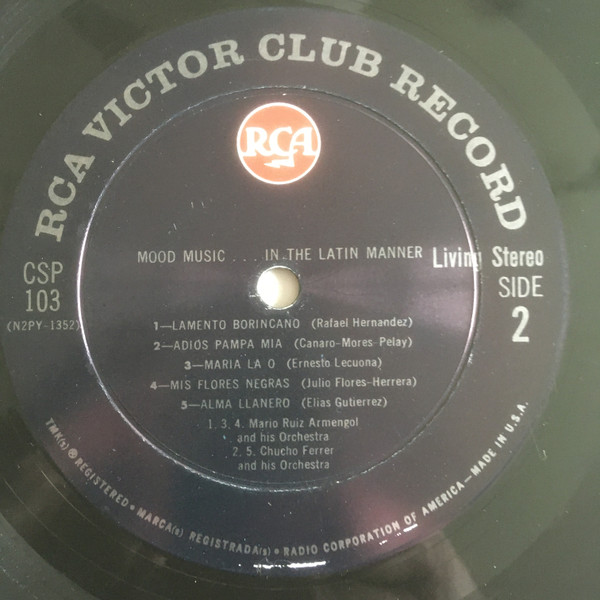 RCA VICTOR CLUB RECORD
RCA
MOOD MUSIC . . . IN THE LATIN MANNER
Living Stereo
CSP
103
(N2PY-1352)
SIDE
2
1—LAMENTO BORINCANO (Rafael Hernandez)
2—ADIOS PAMPA MIA (Canaro-Mores-Pelay)
3—MARIA LA O (Ernesto Lecuona)
4—MIS FLORES NEGRAS (Julio Flores-Herrera)
5—ALMA LLANERO (Elias Gutierrez)
1. 3. 4. Mario Ruiz Armengol
and his Orchestra
2. 5. Chucho Ferrer
and his Orchestra
TMK(s) ® REGISTERED • MARCA(s) REGISTRADA(s) • RADIO CORPORATION OF AMERICA—MADE IN U.S.A.